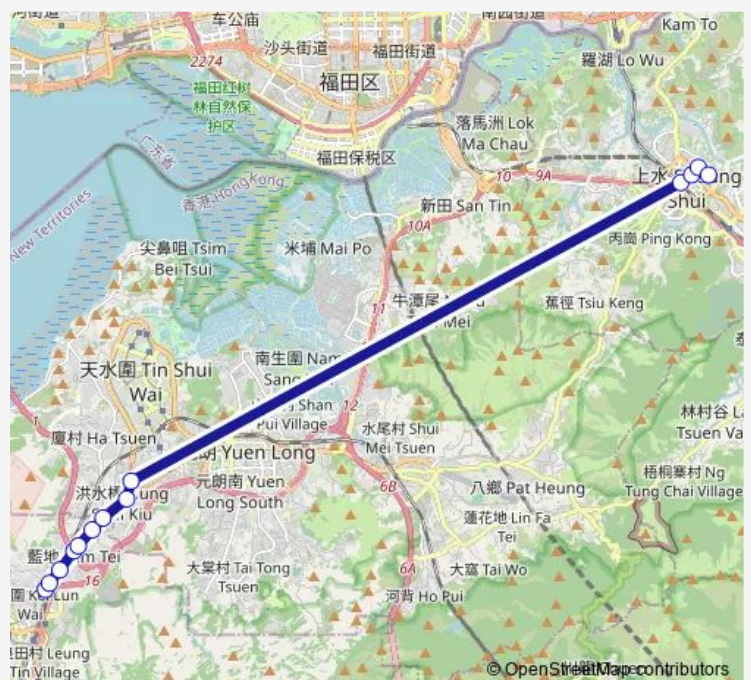 车公庙
南园街道
Kam To
沙头街道
福田街道
2274
羅湖 Lo Wu
福田区
福田红树
林自然保
护区
落馬洲 Lok
Ma Chau
广东省
福田保税区
香港 Hong Kong
New Territories
10
9A
上水
Shui
新田 San Tin
10A
丙崗 Ping Kong
尖鼻咀 Tsim
Bei Tsui
米埔 Mai Po
牛潭尾
Mei
蕉徑 Tsiu Keng
11
南生圍 Nam
天水圍 Tin Shui
Wai
Shan
Pui Village
12
水尾村 Shui
Mei Tsuen
林村谷
Tsuen
廈村 Ha Tsuen
Yuen Long
元朗南 Yuen
Long South
6B
八鄉 Pat Heung
梧桐寨村 Ng
Tung Chai Village
洪水橋
Kiu
蓮花地 Lin Fa
Tei
藍地
Tei
16
大棠村 Tai Tong
Tsuen
6A
大窩 Tai Wo
河背 Ho Pui
Wai
Leung
Tin Village
© OpenStreetMap contributors